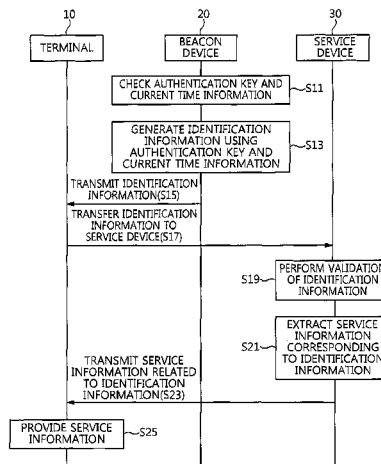 10
20
30
TERMINAL
BEACON
DEVICE
SERVICE
DEVICE
CHECK AUTHENTICATION KEY AND
CURRENT TIME INFORMATION
S11
GENERATE IDENTIFICATION
INFORMATION USING
AUTHENTICATION KEY AND
CURRENT TIME INFORMATION
S13
TRANSMIT IDENTIFICATION
INFORMATION(S15)
TRANSFER IDENTIFICATION
INFORMATION TO
SERVICE DEVICE(S17)
S19
PERFORM VALIDATION
OF IDENTIFICATION
INFORMATION
S21
EXTRACT SERVICE
INFORMATION
CORRESPONDING
TO IDENTIFICATION
INFORMATION
TRANSMIT SERVICE
INFORMATION RELATED
TO IDENTIFICATION
INFORMATION(S23)
PROVIDE SERVICE
INFORMATION
S25